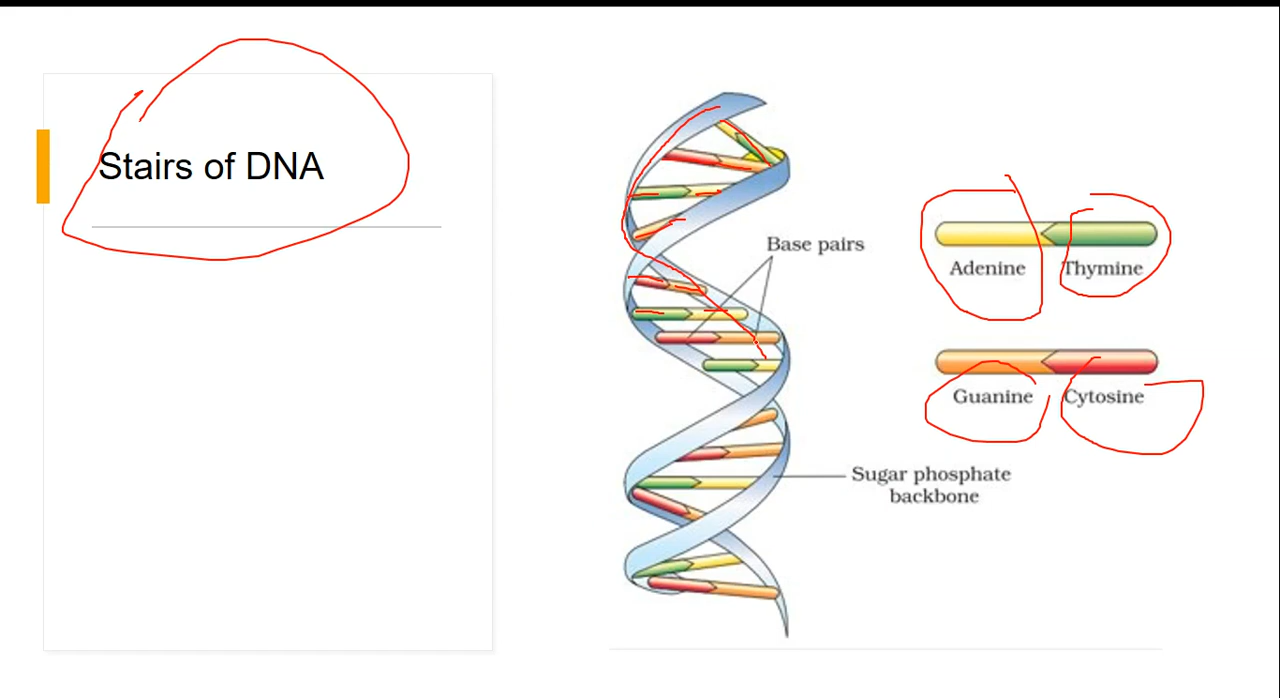 Stairs of DNA
Base pairs
Adenine
Thymine
Guanine
Cytosine
Sugar phosphate
backbone